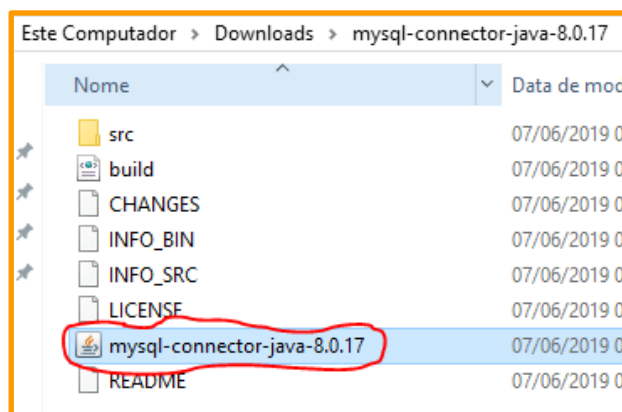 Este Computador > Downloads > mysql-connector-java-8.0.17
Nome Data de mod
src 07/06/2019 0
build 07/06/2019 0
CHANGES 07/06/2019 0
INFO_BIN 07/06/2019 0
INFO_SRC 07/06/2019 0
LICENSE 07/06/2019 0
mysql-connector-java-8.0.17 07/06/2019 0
README 07/06/2019 0